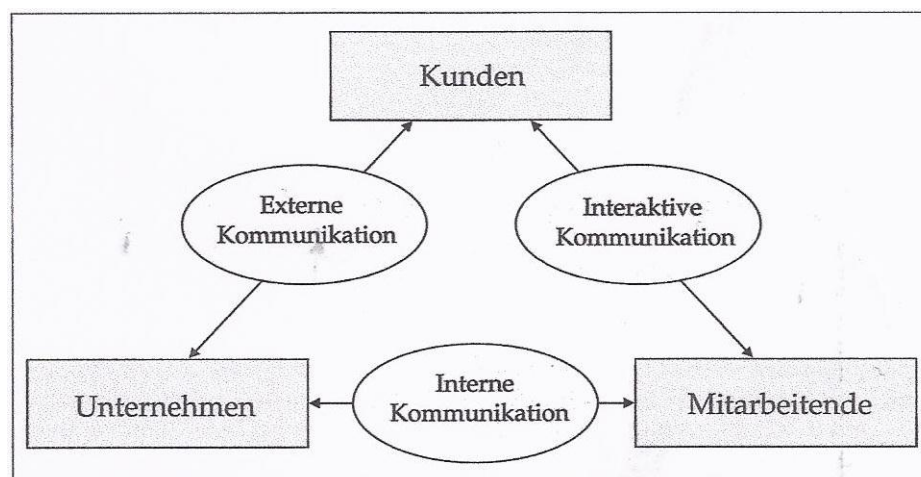 Kunden
Externe
Kommunikation
Interaktive
Kommunikation
Unternehmen
Interne
Kommunikation
Mitarbeitende